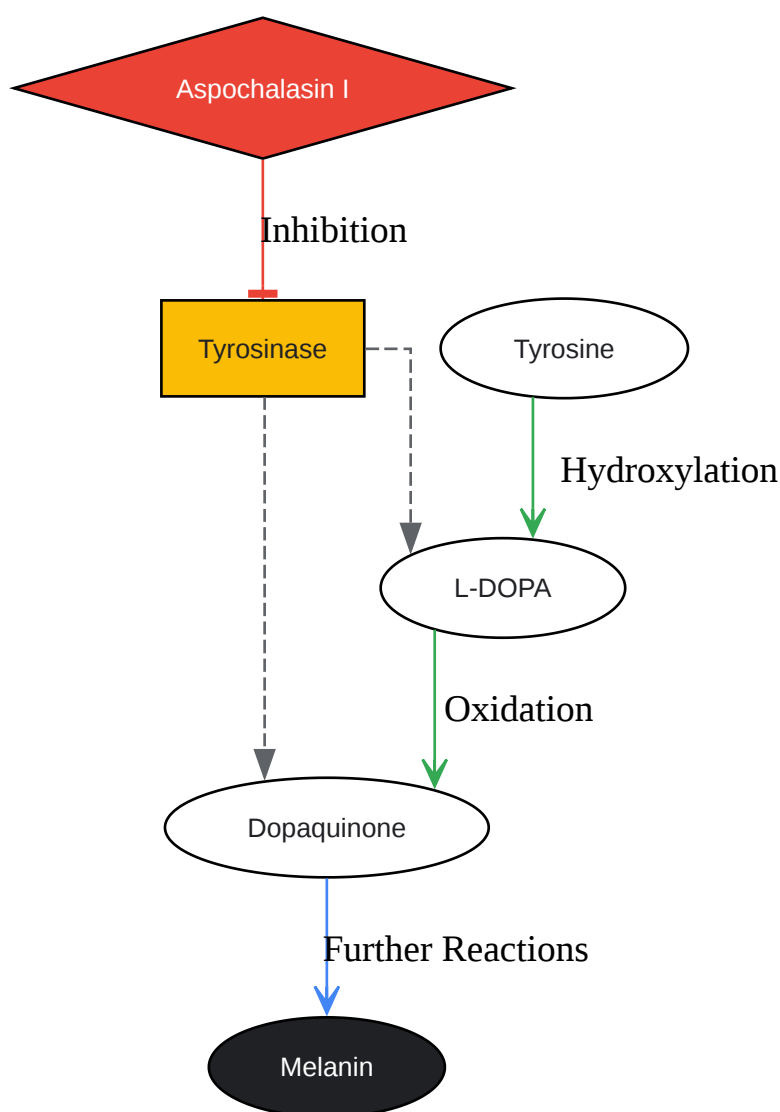 Aspochalasin I
Inhibition
Tyrosinase
Tyrosine
Hydroxylation
L-DOPA
Oxidation
Dopaquinone
Further Reactions
Melanin